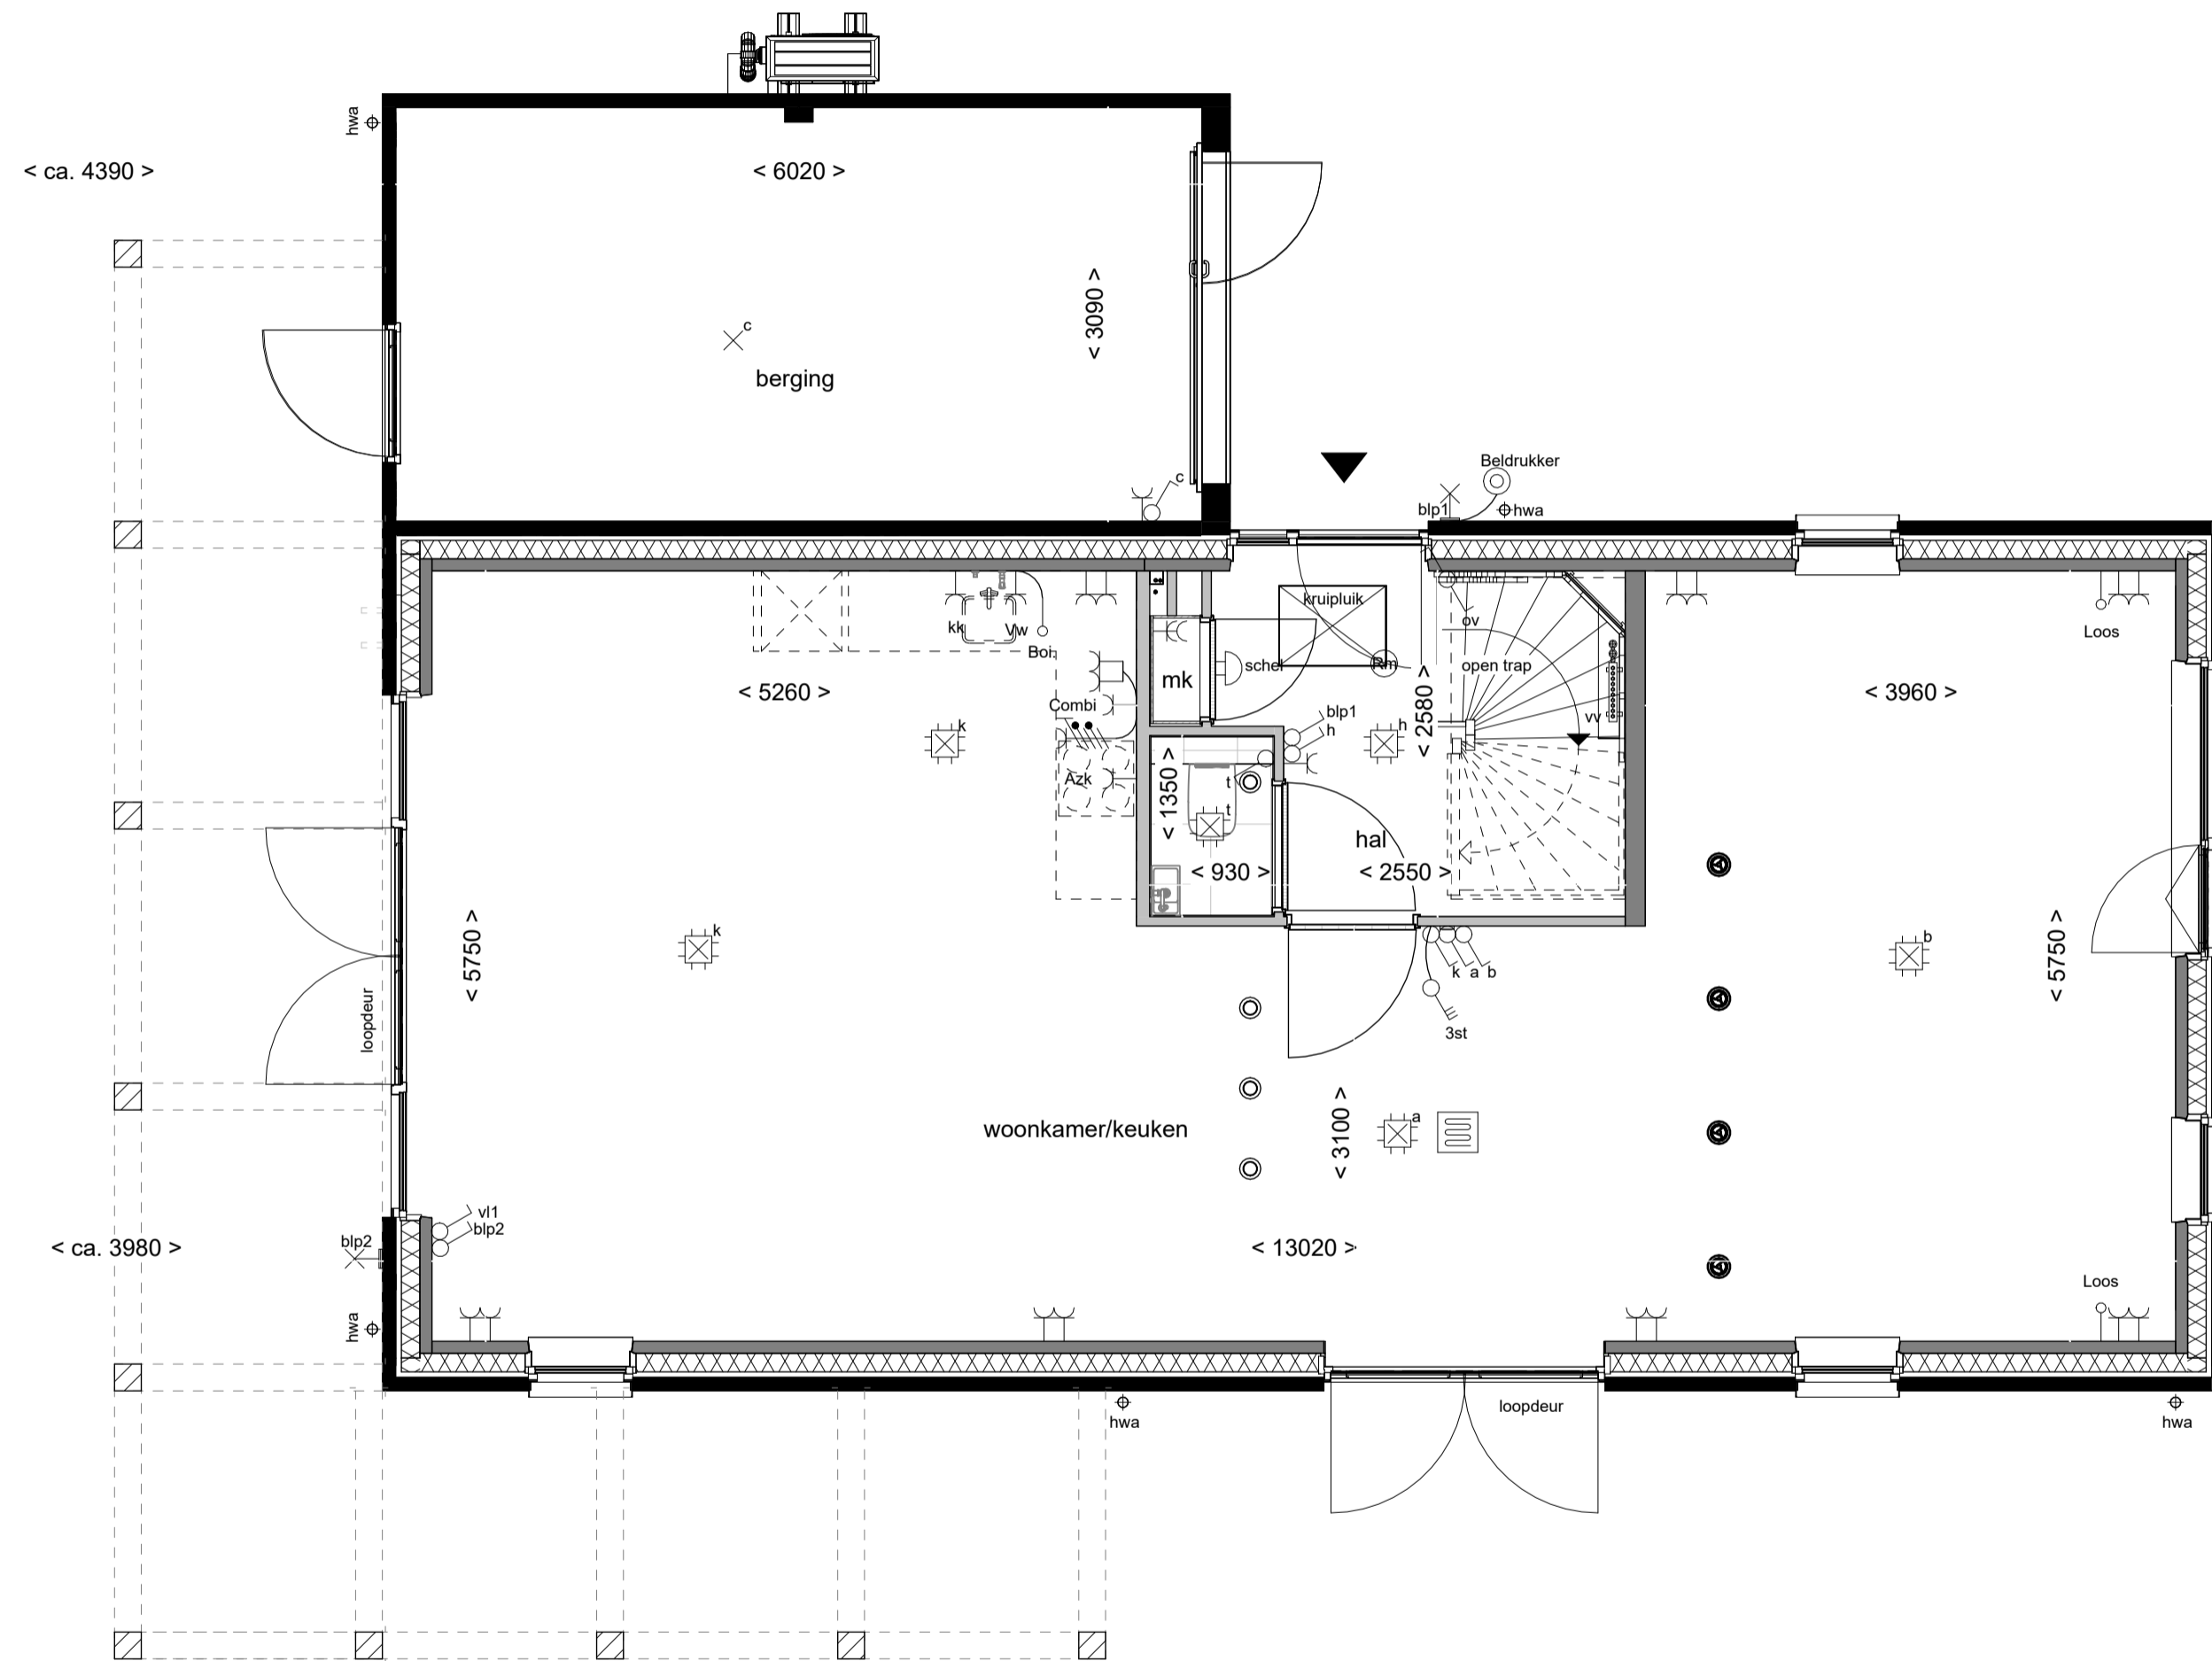 hwa
< ca. 4390 >
< 6020 >
< 3090 >
c
berging
c
Beldrukker
blp1
hwa
kruipluik
ov
kk
Vw
Boi
Loos
schel
Rm
open trap
mk
< 5260 >
< 2580 >
< 3960 >
Combi
blp1
h
h
vv
k
Azk
< 1350 >
t
t
hal
< 930 >
< 2550 >
k
b
< 5750 >
< 5750 >
k a b
loopdeur
3st
woonkamer/keuken
< 3100 >
a
vl1
blp2
blp2
< ca. 3980 >
< 13020 >
Loos
hwa
loopdeur
hwa
hwa